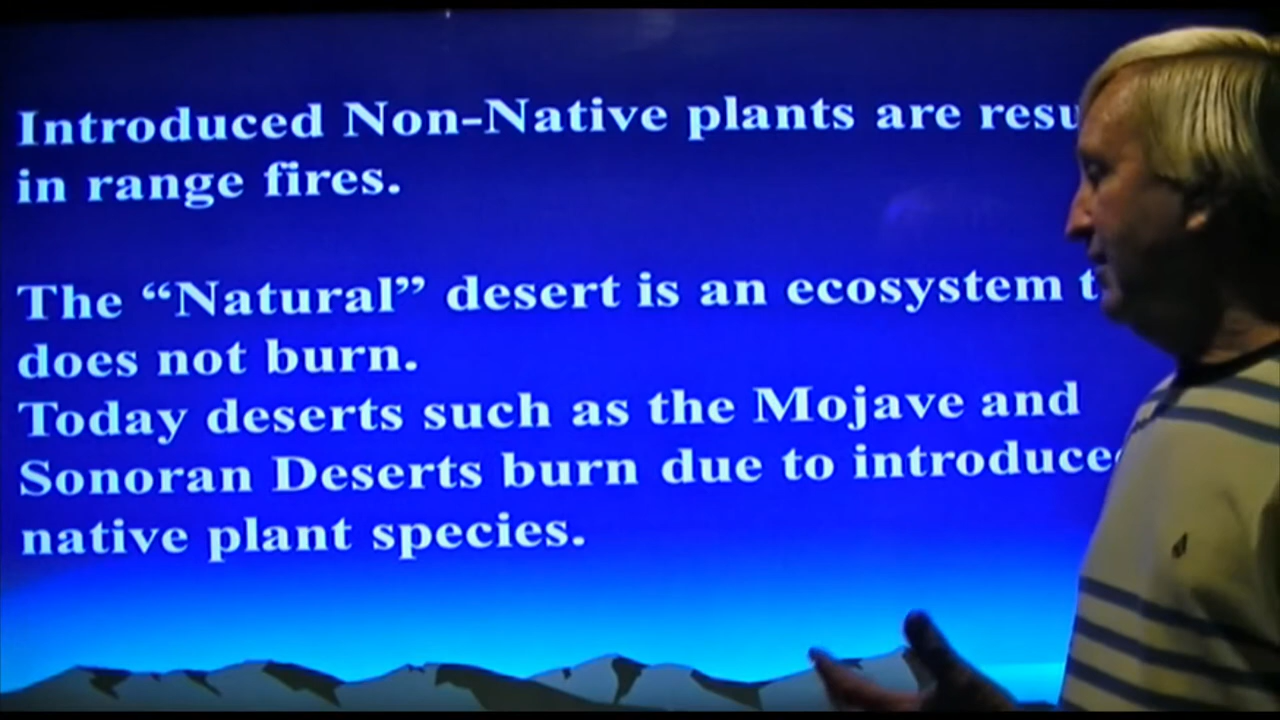 Introduced Non-Native plants are resu
in range fires.
The “Natural” desert is an ecosystem t
does not burn.
Today deserts such as the Mojave and
Sonoran Deserts burn due to introduce
native plant species.